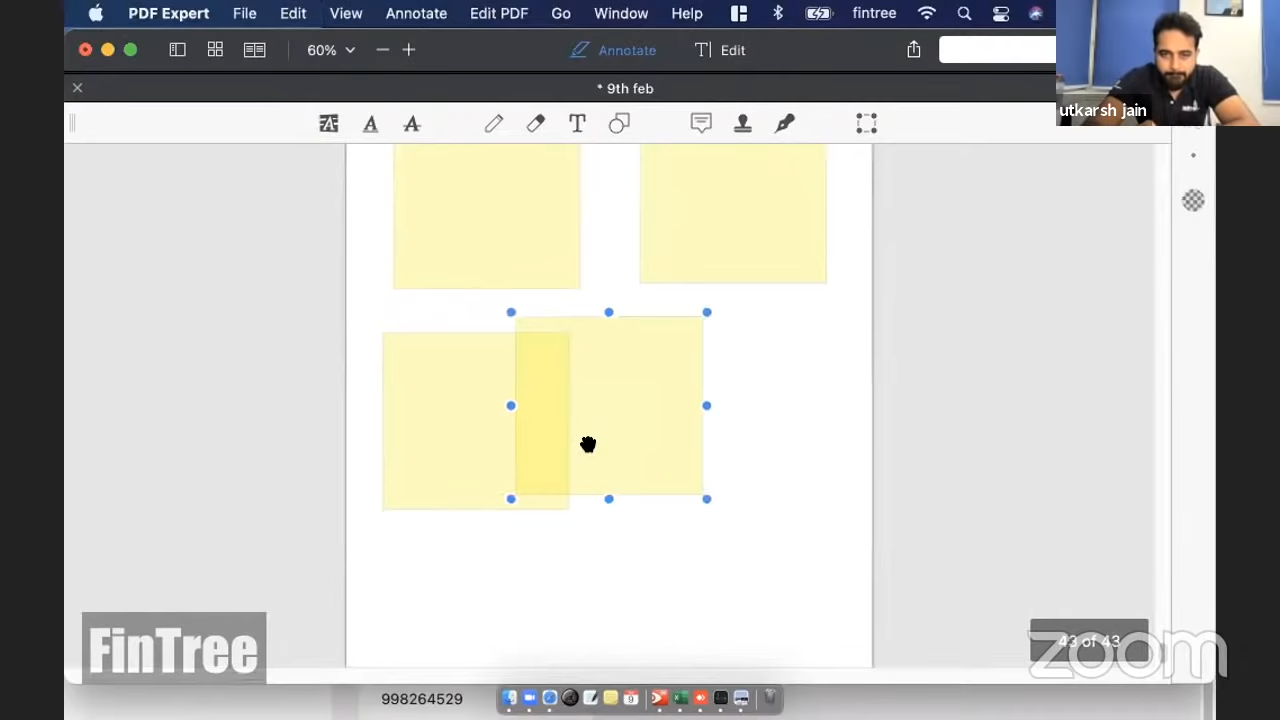 PDF Expert File Edit View Annotate Edit PDF Go Window Help fintree
60% Annotate T Edit
utkarsh jain
* 9th feb
A A A T
FinTree
43 of 43
zoom
998264529
9